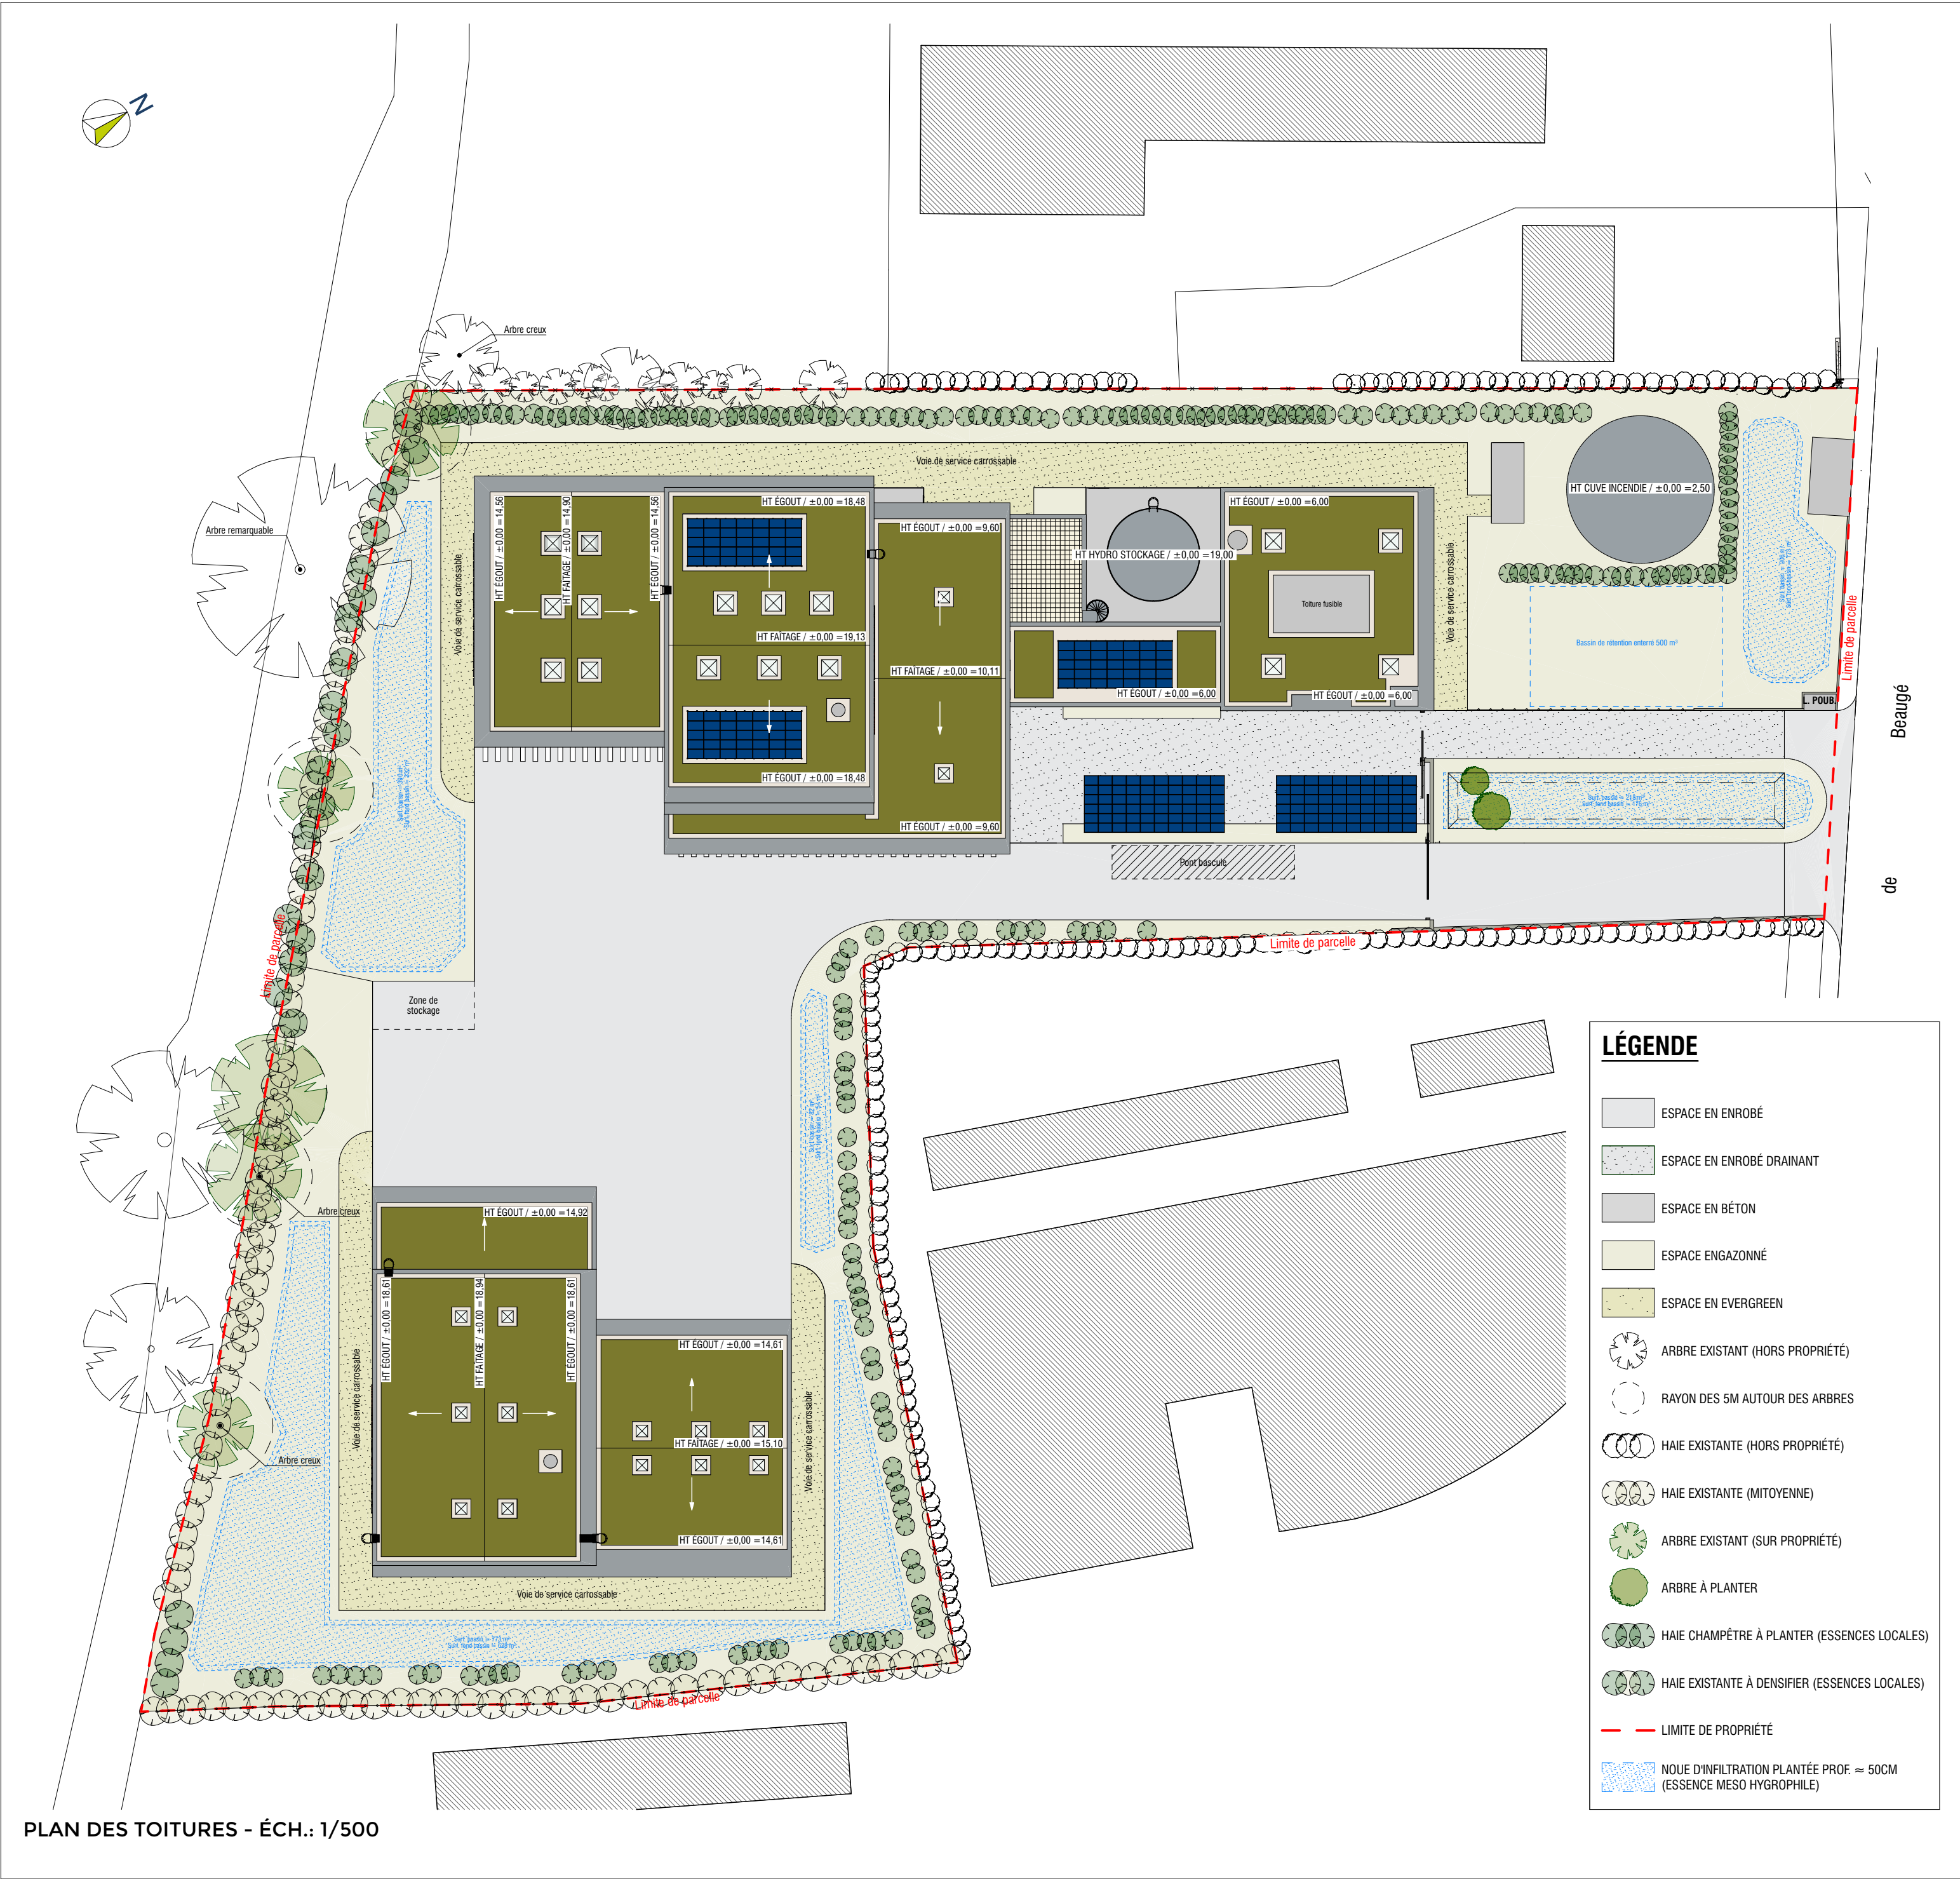 N
Arbre creux
Arbre remarquable
Voie de service carrossable
Voie de service carrossable
HT ÉGOUT / ±0,00 =14,56
HT FAÎTAGE / ±0,00 =14,90
HT ÉGOUT / ±0,00 =14,56
HT ÉGOUT / ±0,00 =18,48
HT FAÎTAGE / ±0,00 =19,13
HT ÉGOUT / ±0,00 =18,48
HT ÉGOUT / ±0,00 =9,60
HT FAÎTAGE / ±0,00 =10,11
HT ÉGOUT / ±0,00 =9,60
HT HYDRO STOCKAGE / ±0,00 =19,00
HT ÉGOUT / ±0,00 =6,00
HT ÉGOUT / ±0,00 =6,00
Toiture fusible
HT ÉGOUT / ±0,00 =6,00
Voie de service carrossable
HT CUVE INCENDIE / ±0,00 =2,50
Bassin de rétention enterré 500 m³
Limite de parcelle
L. POUB.
Beaugé
de
Pont bascule
Limite de parcelle
Limite de parcelle
Zone de
stockage
Arbre creux
Arbre creux
Voie de service carrossable
HT ÉGOUT / ±0,00 =14,92
HT ÉGOUT / ±0,00 =18,61
HT FAÎTAGE / ±0,00 =18,94
HT ÉGOUT / ±0,00 =18,61
HT ÉGOUT / ±0,00 =14,61
HT FAÎTAGE / ±0,00 =15,10
HT ÉGOUT / ±0,00 =14,61
Voie de service carrossable
Voie de service carrossable
Limite de parcelle
LÉGENDE
ESPACE EN ENROBÉ
ESPACE EN ENROBÉ DRAINANT
ESPACE EN BÉTON
ESPACE ENGAZONNÉ
ESPACE EN EVERGREEN
ARBRE EXISTANT (HORS PROPRIÉTÉ)
RAYON DES 5M AUTOUR DES ARBRES
HAIE EXISTANTE (HORS PROPRIÉTÉ)
HAIE EXISTANTE (MITOYENNE)
ARBRE EXISTANT (SUR PROPRIÉTÉ)
ARBRE À PLANTER
HAIE CHAMPÊTRE À PLANTER (ESSENCES LOCALES)
HAIE EXISTANTE À DENSIFIER (ESSENCES LOCALES)
LIMITE DE PROPRIÉTÉ
NOUE D'INFILTRATION PLANTÉE PROF. ≈ 50CM
(ESSENCE MESO HYGROPHILE)
PLAN DES TOITURES - ÉCH.: 1/500